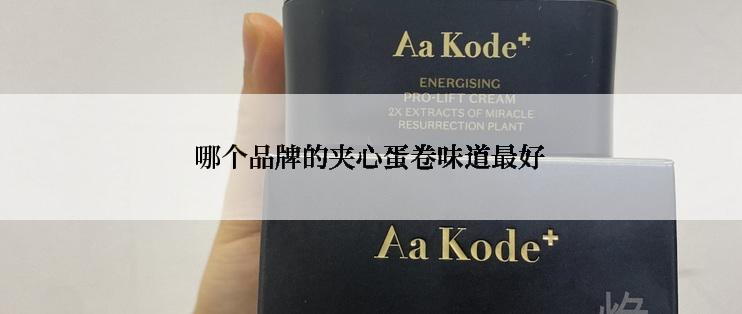 Aa Kode+
ENERGISING
PRO-LIFT CREAM
2X EXTRACTS OF MIRACLE
RESURRECTION PLANT
哪个品牌的夹心蛋卷味道最好
Aa Kode+